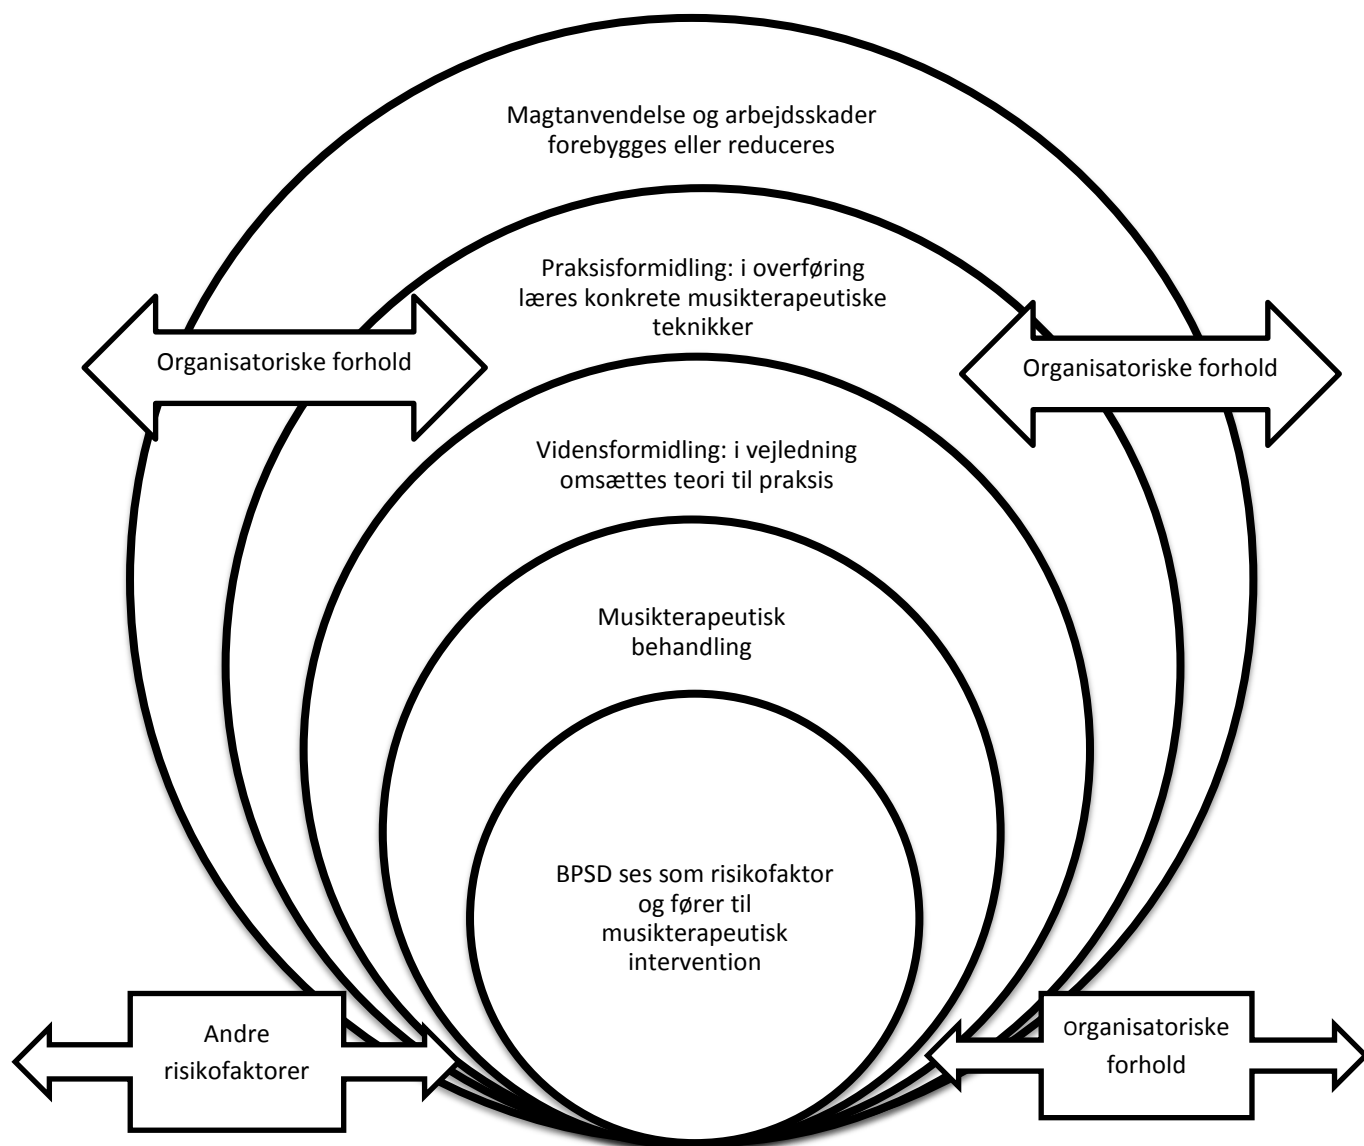 Magtanvendelse og arbejdsskader
forebygges eller reduceres
Praksisformidling: i overføring
læres konkrete musikterapeutiske
teknikker
Organisatoriske forhold
Organisatoriske forhold
Vidensformidling: i vejledning
omsættes teori til praksis
Musikterapeutisk
behandling
BPSD ses som risikofaktor
og fører til
musikterapeutisk
intervention
Andre
risikofaktorer
organisatoriske
forhold